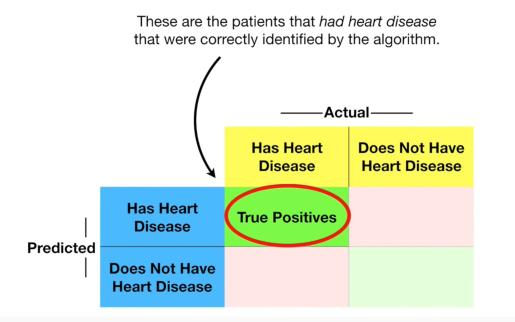 These are the patients that had heart disease
that were correctly identified by the algorithm.
Actual
Has Heart
Disease
Does Not Have
Heart Disease
Has Heart
Disease
True Positives
Predicted
Does Not Have
Heart Disease